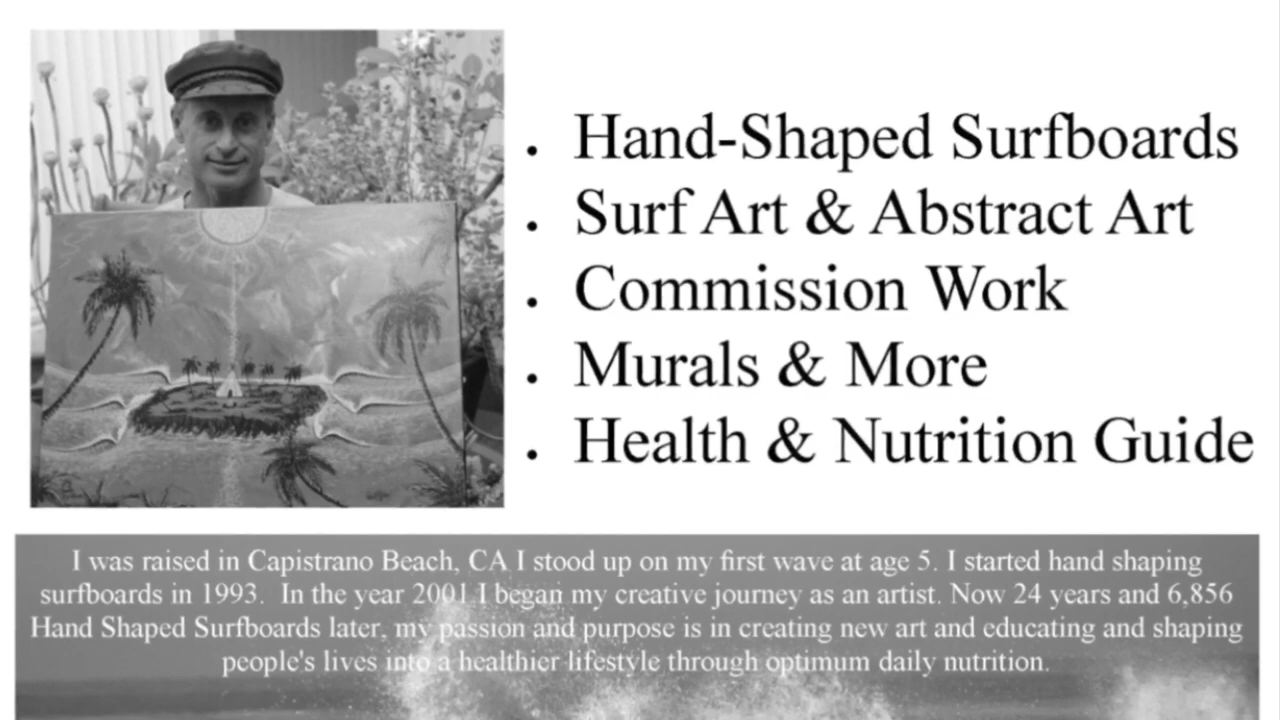 • Hand-Shaped Surfboards
• Surf Art & Abstract Art
• Commission Work
• Murals & More
• Health & Nutrition Guide
I was raised in Capistrano Beach, CA I stood up on my first wave at age 5. I started hand shaping
surfboards in 1993.  In the year 2001 I began my creative journey as an artist. Now 24 years and 6,856
Hand Shaped Surfboards later, my passion and purpose is in creating new art and educating and shaping
people's lives into a healthier lifestyle through optimum daily nutrition.